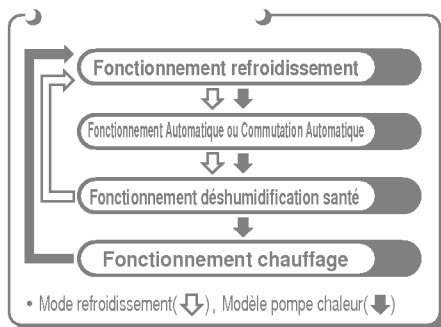 Fonctionnement refroidissement
Fonctionnement Automatique ou Commutation Automatique
Fonctionnement déshumidification santé
Fonctionnement chauffage
• Mode refroidissement( ), Modèle pompe chaleur( )